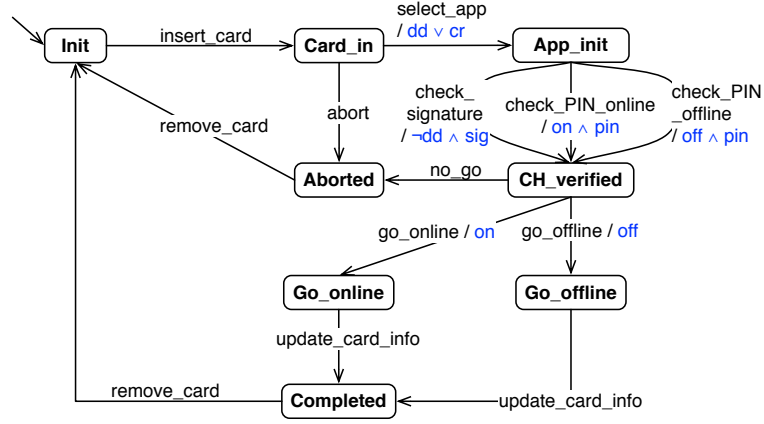 Init
insert_card
Card_in
select_app
/ dd ∨ cr
App_init
check_
signature
/ ¬dd ∧ sig
check_PIN_online
/ on ∧ pin
check_PIN
_offline
/ off ∧ pin
abort
remove_card
Aborted
no_go
CH_verified
go_online / on
go_offline / off
Go_online
Go_offline
update_card_info
remove_card
Completed
update_card_info